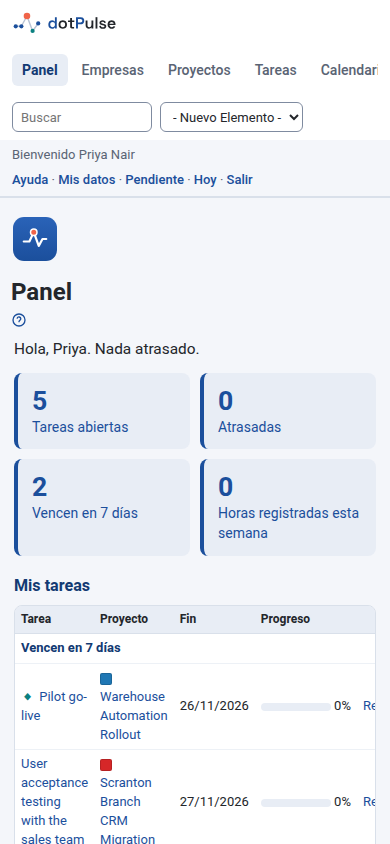 dotPulse
Panel Empresas Proyectos Tareas Calendari
Buscar - Nuevo Elemento -
Bienvenido Priya Nair
Ayuda · Mis datos · Pendiente · Hoy · Salir
Panel
Hola, Priya. Nada atrasado.
5
Tareas abiertas
0
Atrasadas
2
Vencen en 7 días
0
Horas registradas esta
semana
Mis tareas
Tarea Proyecto Fin Progreso
Vencen en 7 días
Pilot go-
live
Warehouse
Automation
Rollout
26/11/2026 0% Re
User
acceptance
testing
with the
sales team
Scranton
Branch
CRM
Migration
27/11/2026 0% Re